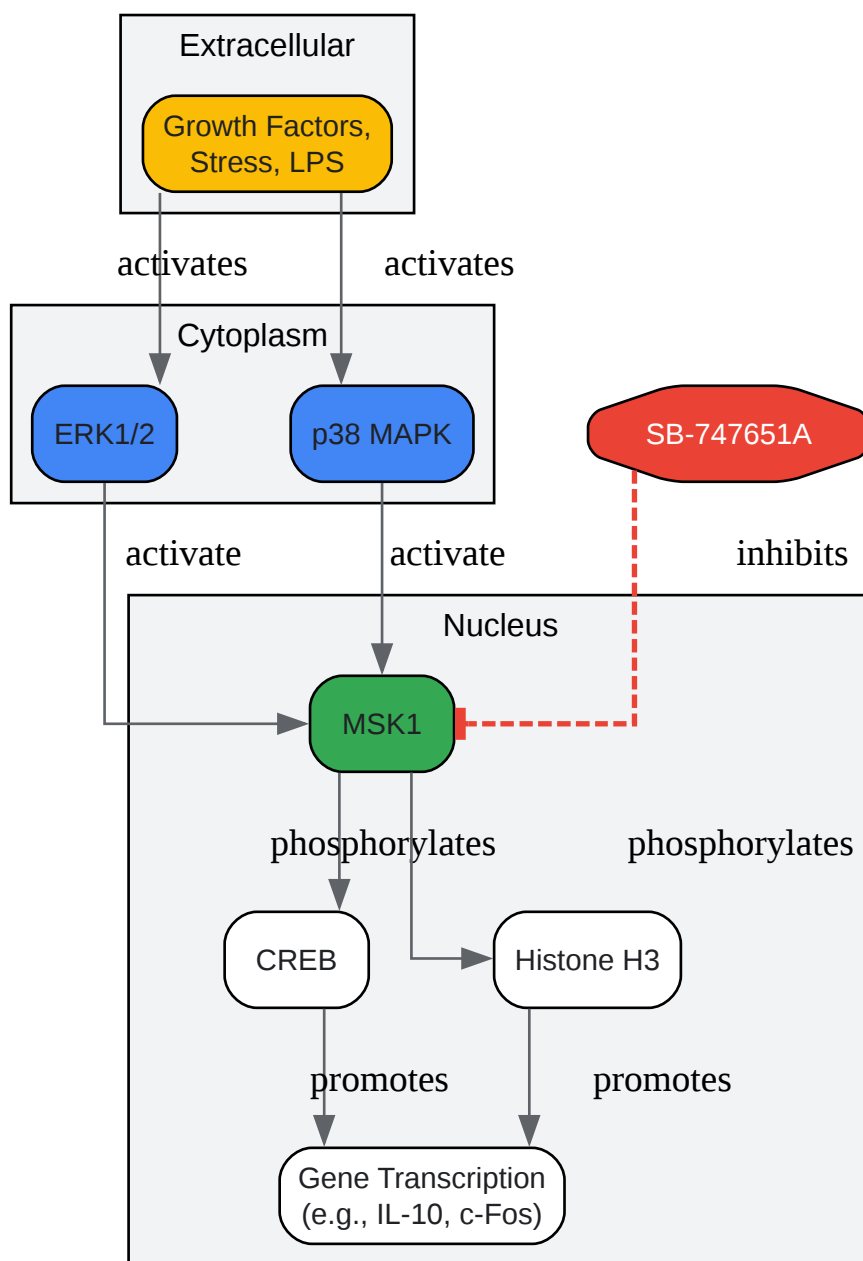 Extracellular
Growth Factors,
Stress, LPS
activates
activates
Cytoplasm
ERK1/2
p38 MAPK
SB-747651A
activate
activate
inhibits
Nucleus
MSK1
phosphorylates
phosphorylates
CREB
Histone H3
promotes
promotes
Gene Transcription
(e.g., IL-10, c-Fos)